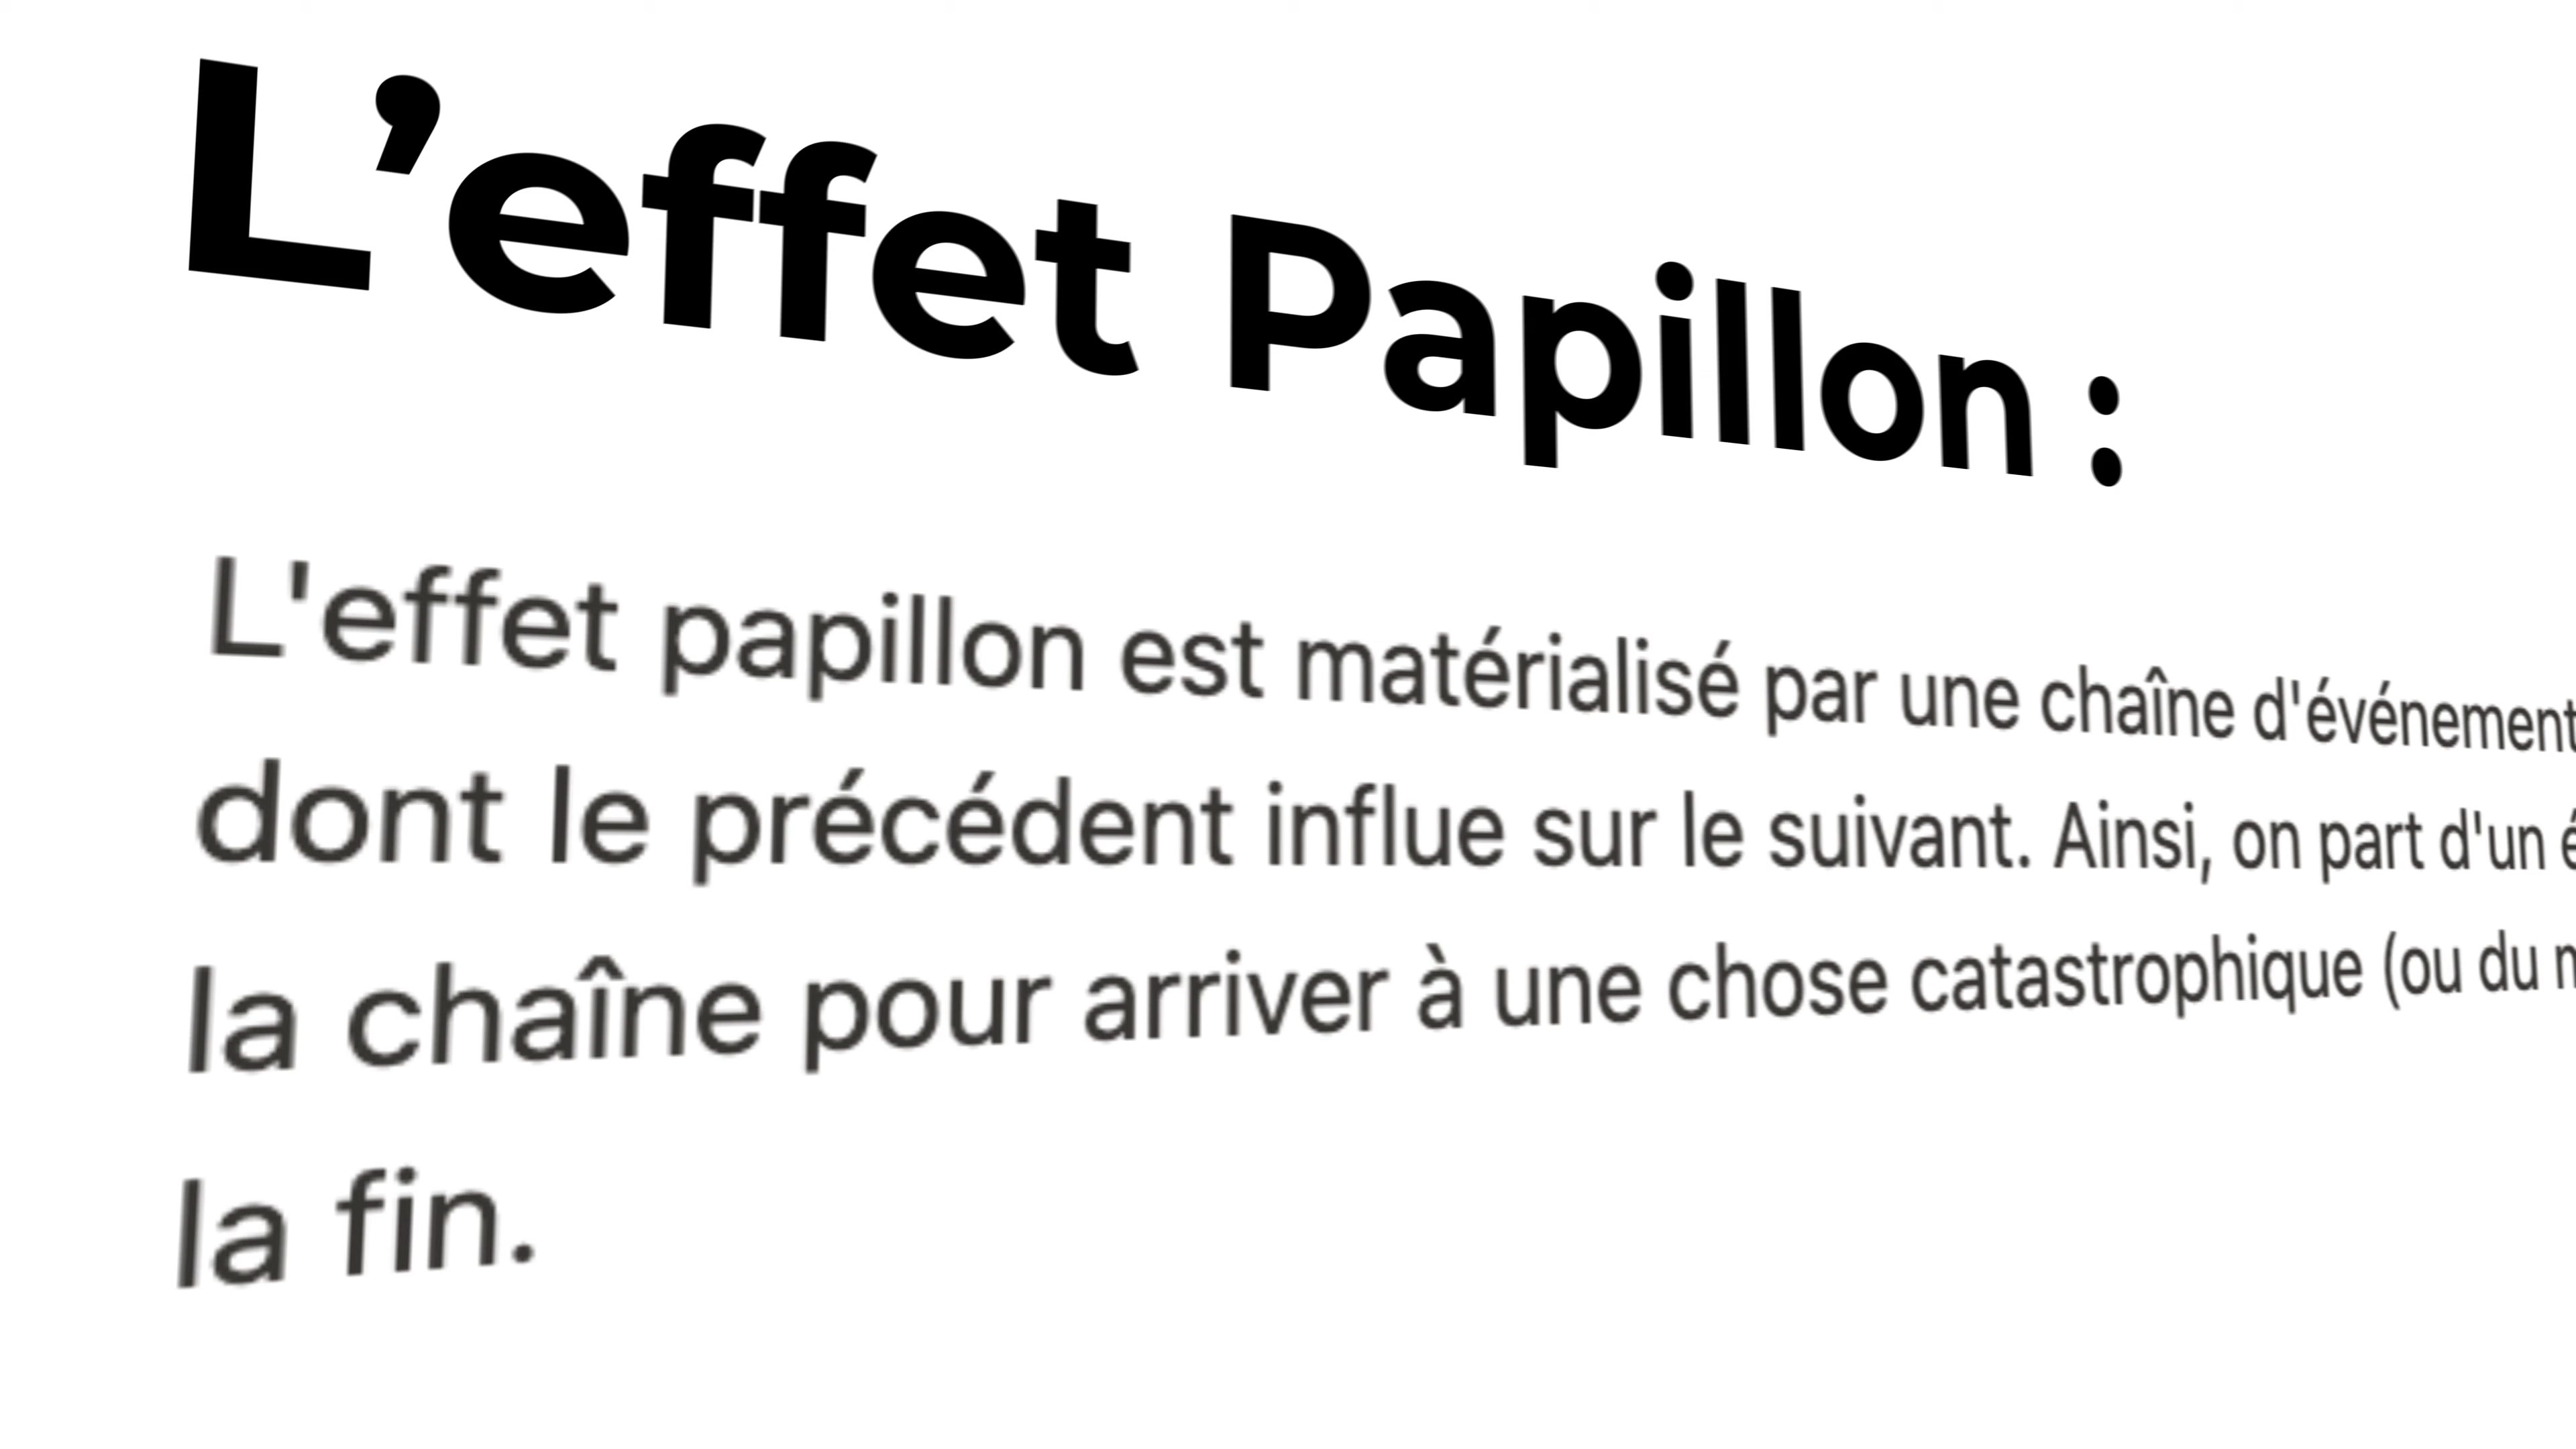 L’effet Papillon :
L'effet papillon est matérialisé par une chaîne
dont le précédent influe sur le suivant. Ainsi, on part d'un
la chaîne pour arriver à une chose catastrophique (ou du
la fin.